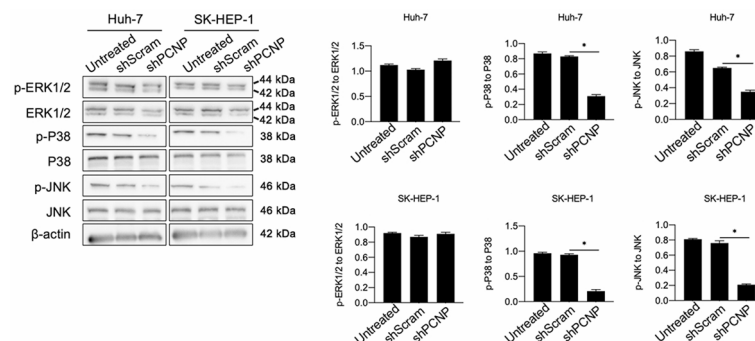 Huh-7 SK-HEP-1
Untreated shScram shPCNP Untreated shScram shPCNP
p-ERK1/2 44 kDa
42 kDa
ERK1/2 44 kDa
42 kDa
p-P38 38 kDa
P38 38 kDa
p-JNK 46 kDa
JNK 46 kDa
β-actin 42 kDa
Huh-7
p-ERK1/2 to ERK1/2
1.5
1.0
0.5
0.0
Untreated shScram shPCNP
Huh-7
p-P38 to P38
1.0
0.8
0.6
0.4
0.2
0.0
*
Untreated shScram shPCNP
Huh-7
p-JNK to JNK
1.0
0.8
0.6
0.4
0.2
0.0
*
Untreated shScram shPCNP
SK-HEP-1
p-ERK1/2 to ERK1/2
1.0
0.8
0.6
0.4
0.2
0.0
Untreated shScram shPCNP
SK-HEP-1
p-P38 to P38
1.5
1.0
0.5
0.0
*
Untreated shScram shPCNP
SK-HEP-1
p-JNK to JNK
1.0
0.8
0.6
0.4
0.2
0.0
*
Untreated shScram shPCNP